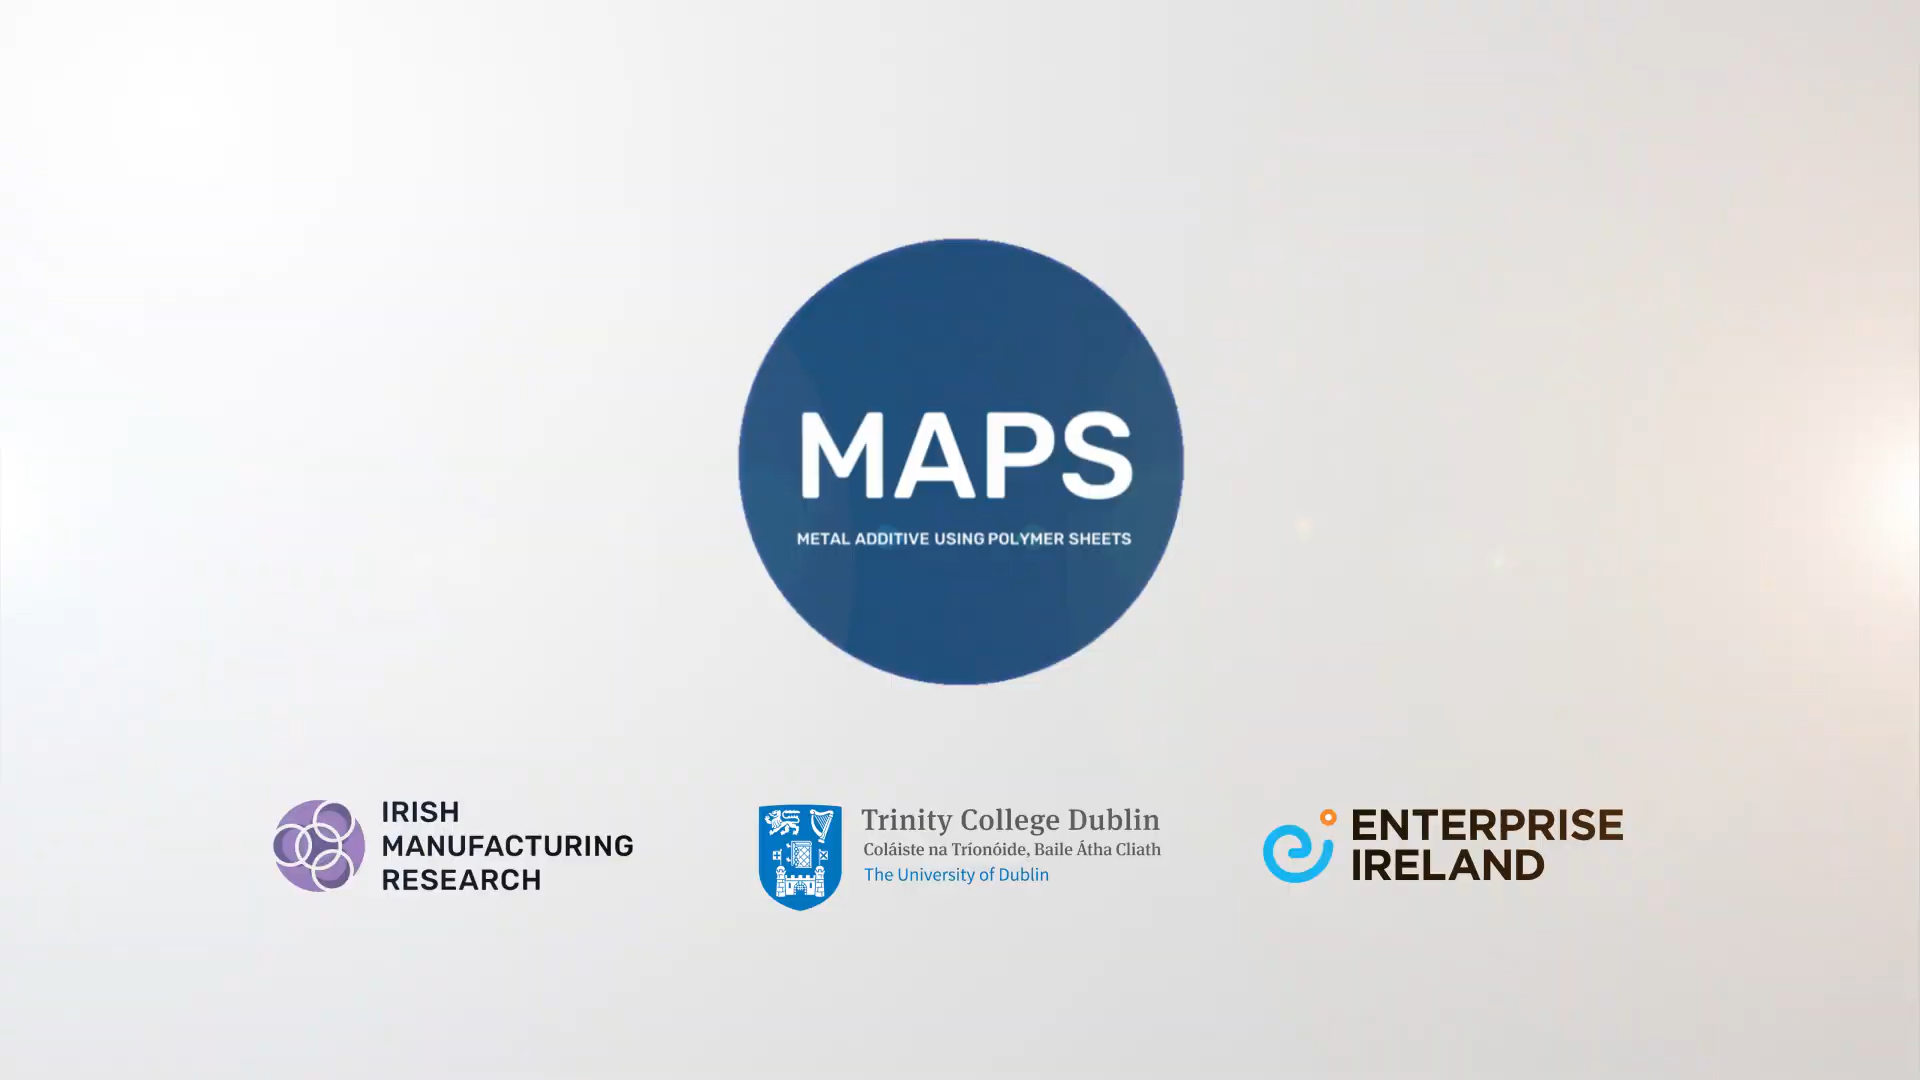 MAPS
METAL ADDITIVE USING POLYMER SHEETS
IRISH
MANUFACTURING
RESEARCH
Trinity College Dublin
Coláiste na Tríonóide, Baile Átha Cliath
The University of Dublin
ENTERPRISE
IRELAND